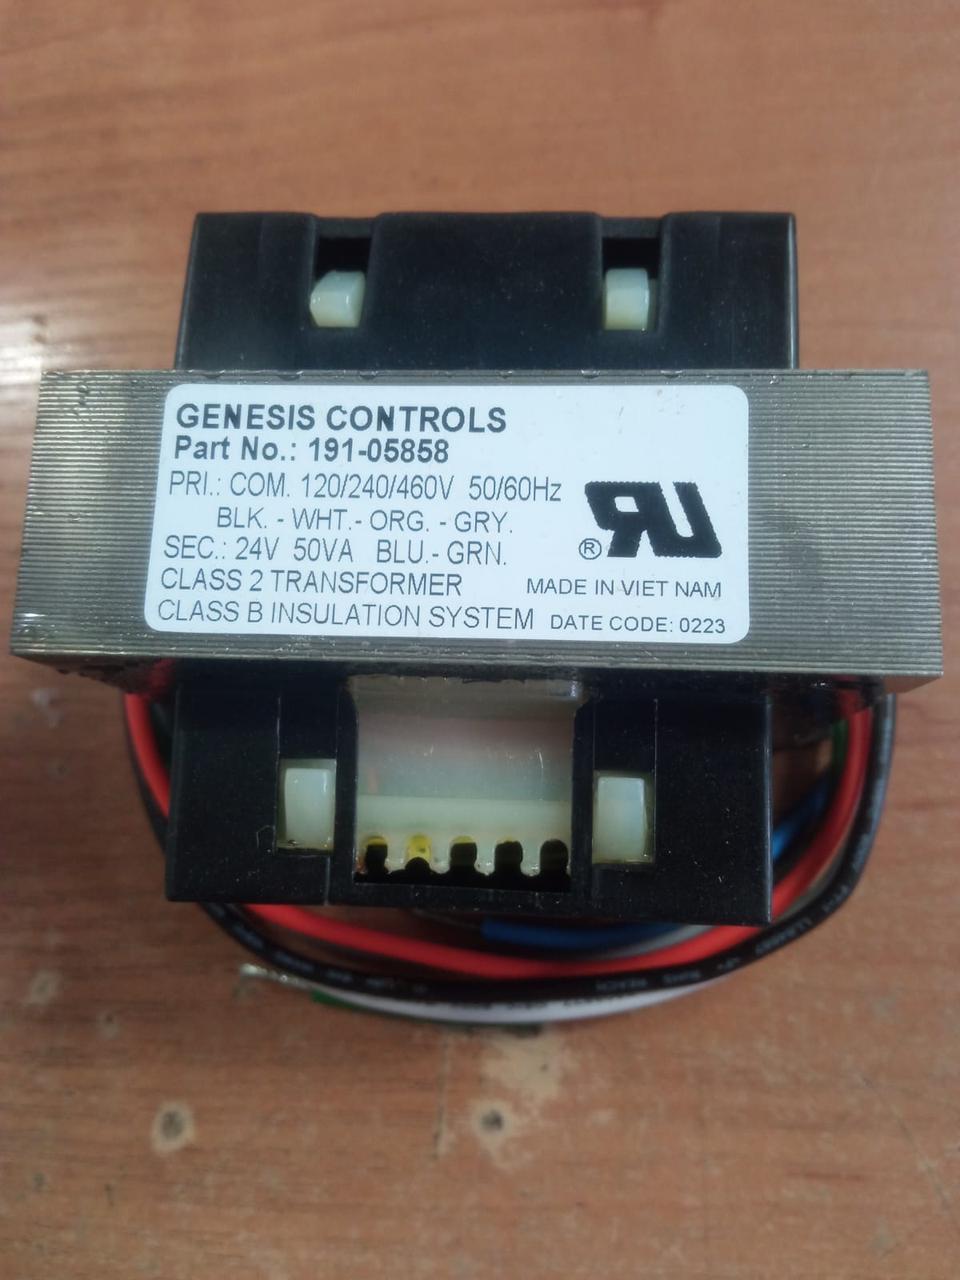 GENESIS CONTROLS
Part No.: 191-05858
PRI.: COM. 120/240/460V 50/60Hz
BLK. - WHT.- ORG. - GRY.
SEC.: 24V 50VA BLU.- GRN.
CLASS 2 TRANSFORMER
CLASS B INSULATION SYSTEM
RU
®
MADE IN VIET NAM
DATE CODE: 0223